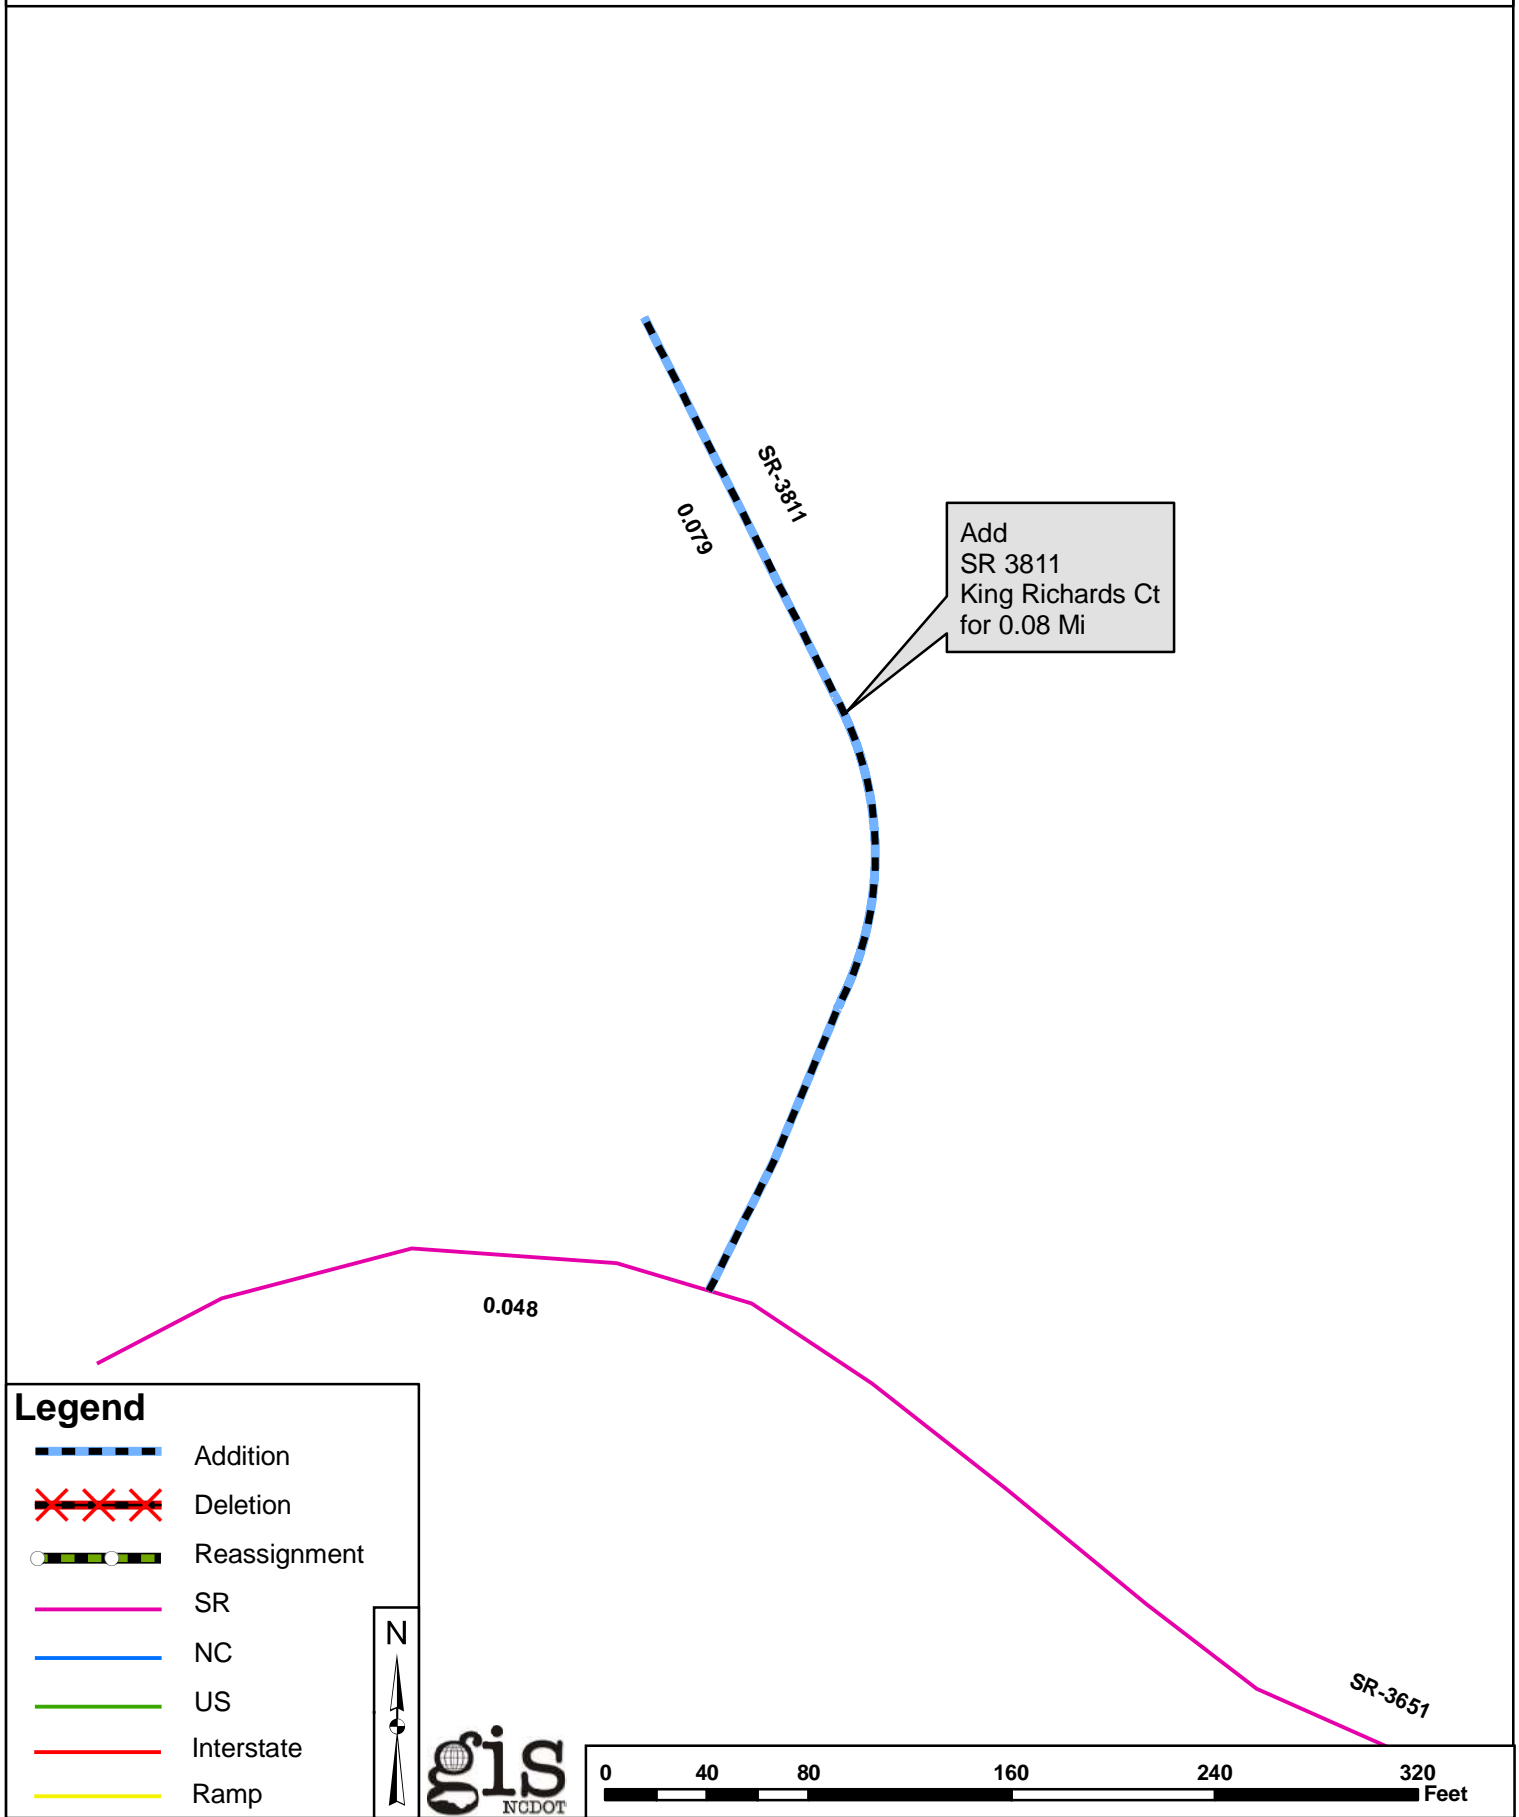 SR-3811
0.079
Add
SR 3811
King Richards Ct
for 0.08 Mi
0.048
SR-3651
Legend
Addition
Deletion
Reassignment
SR
NC
US
Interstate
Ramp
N
gis
NCDOT
0 40 80 160 240 320
Feet